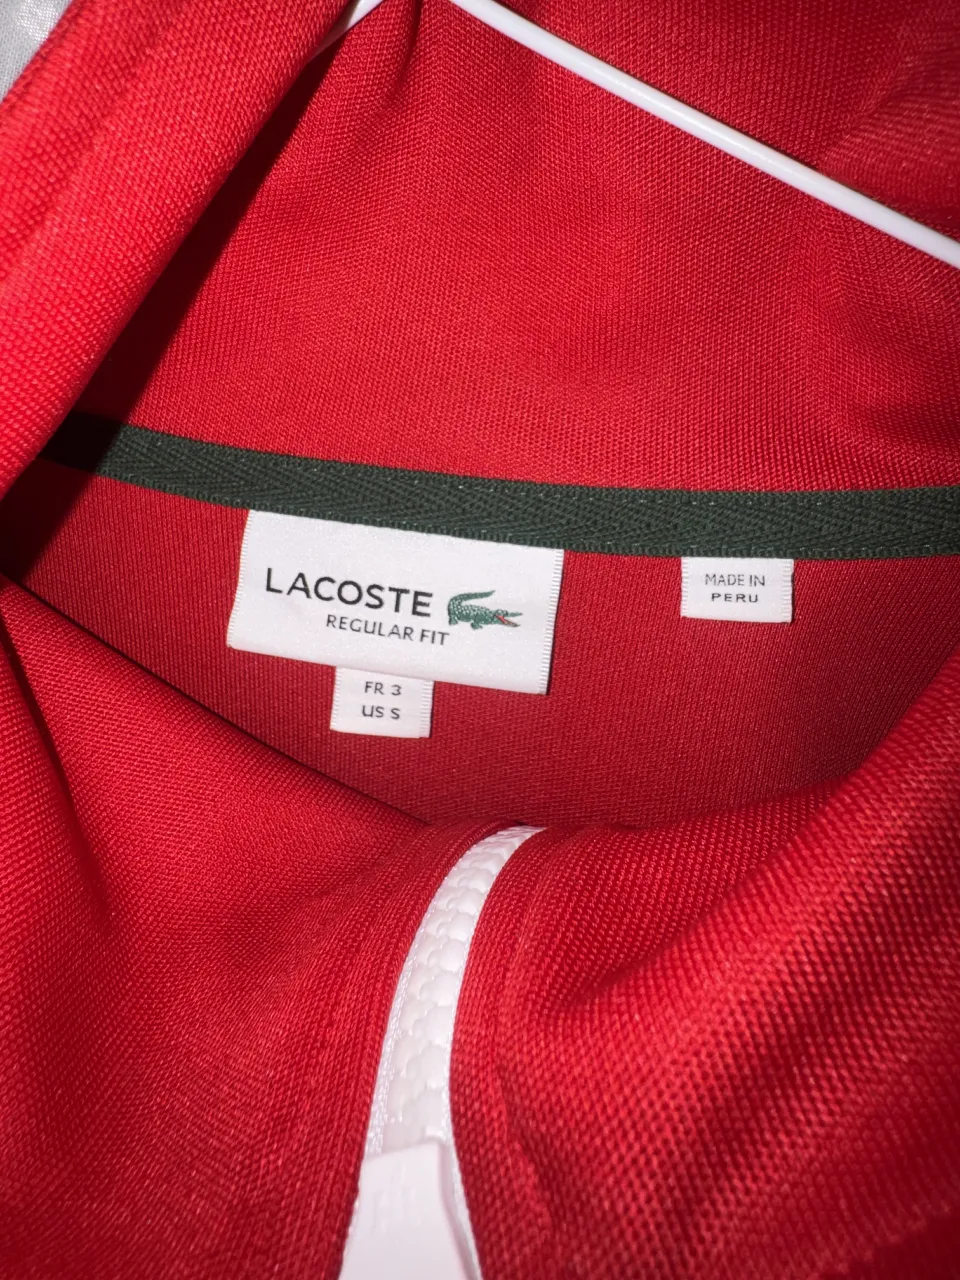 LACOSTE
REGULAR FIT
FR 3
US S
MADE IN
PERU